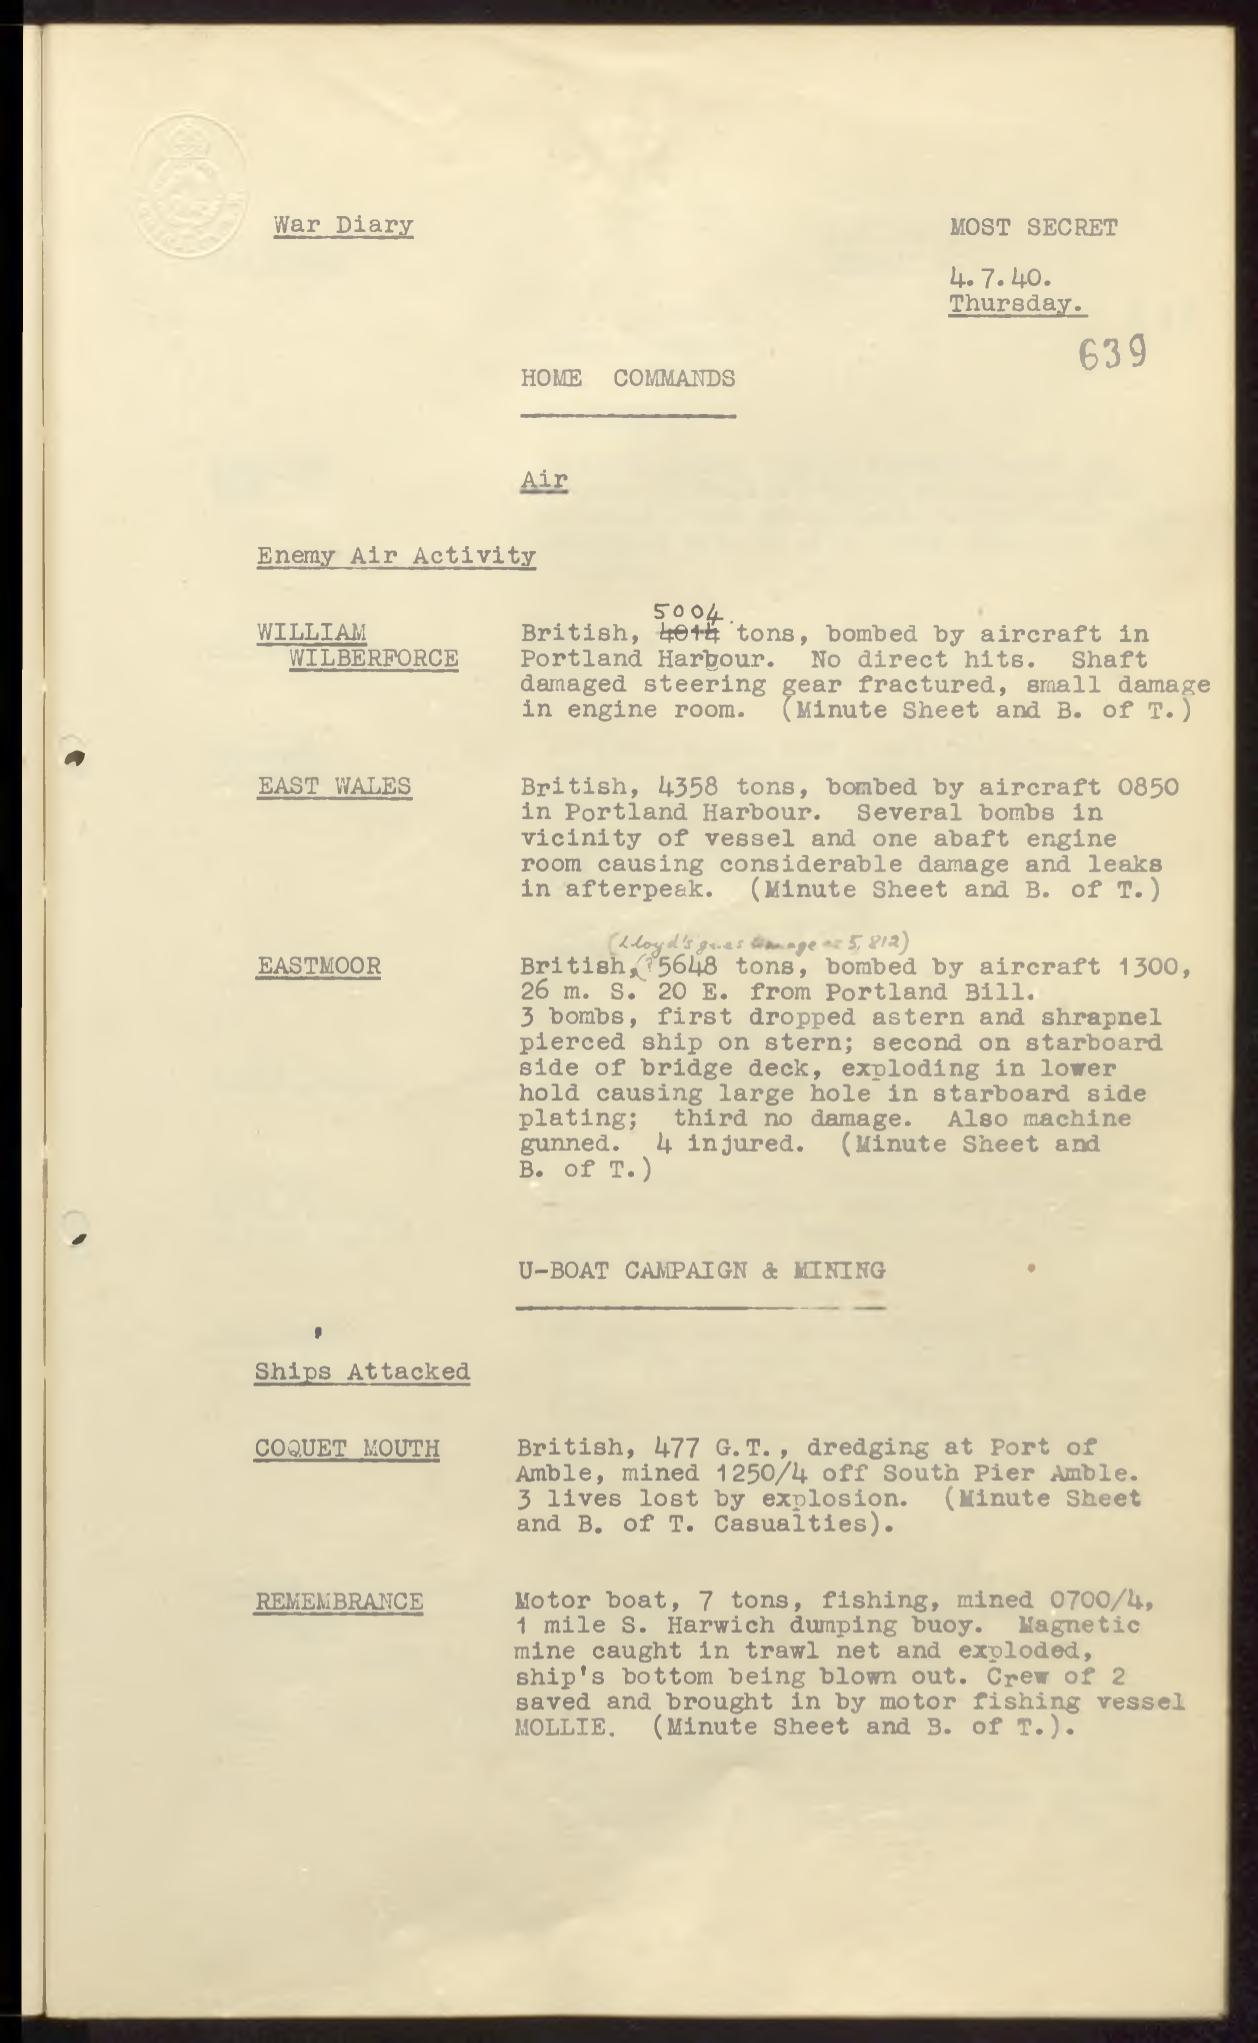 War Diary
MOST SECRET
4.7.40.
Thursday.
639
HOME COMMANDS
Air
Enemy Air Activity
5004
WILLIAM WILBERFORCE
British, 4014 tons, bombed by aircraft in
Portland Harbour. No direct hits. Shaft
damaged steering gear fractured, small damage
in engine room. (Minute Sheet and B. of T.)
EAST WALES
British, 4358 tons, bombed by aircraft 0850
in Portland Harbour. Several bombs in
vicinity of vessel and one abaft engine
room causing considerable damage and leaks
in afterpeak. (Minute Sheet and B. of T.)
(Lloyd's gives tonnage as 5,812)
EASTMOOR
British,(?5648 tons, bombed by aircraft 1300,
26 m. S. 20 E. from Portland Bill.
3 bombs, first dropped astern and shrapnel
pierced ship on stern; second on starboard
side of bridge deck, exploding in lower
hold causing large hole in starboard side
plating; third no damage. Also machine
gunned. 4 injured. (Minute Sheet and
B. of T.)
U-BOAT CAMPAIGN & MINING
Ships Attacked
COQUET MOUTH
British, 477 G.T., dredging at Port of
Amble, mined 1250/4 off South Pier Amble.
3 lives lost by explosion. (Minute Sheet
and B. of T. Casualties).
REMEMBRANCE
Motor boat, 7 tons, fishing, mined 0700/4,
1 mile S. Harwich dumping buoy. Magnetic
mine caught in trawl net and exploded,
ship's bottom being blown out. Crew of 2
saved and brought in by motor fishing vessel
MOLLIE. (Minute Sheet and B. of T.).